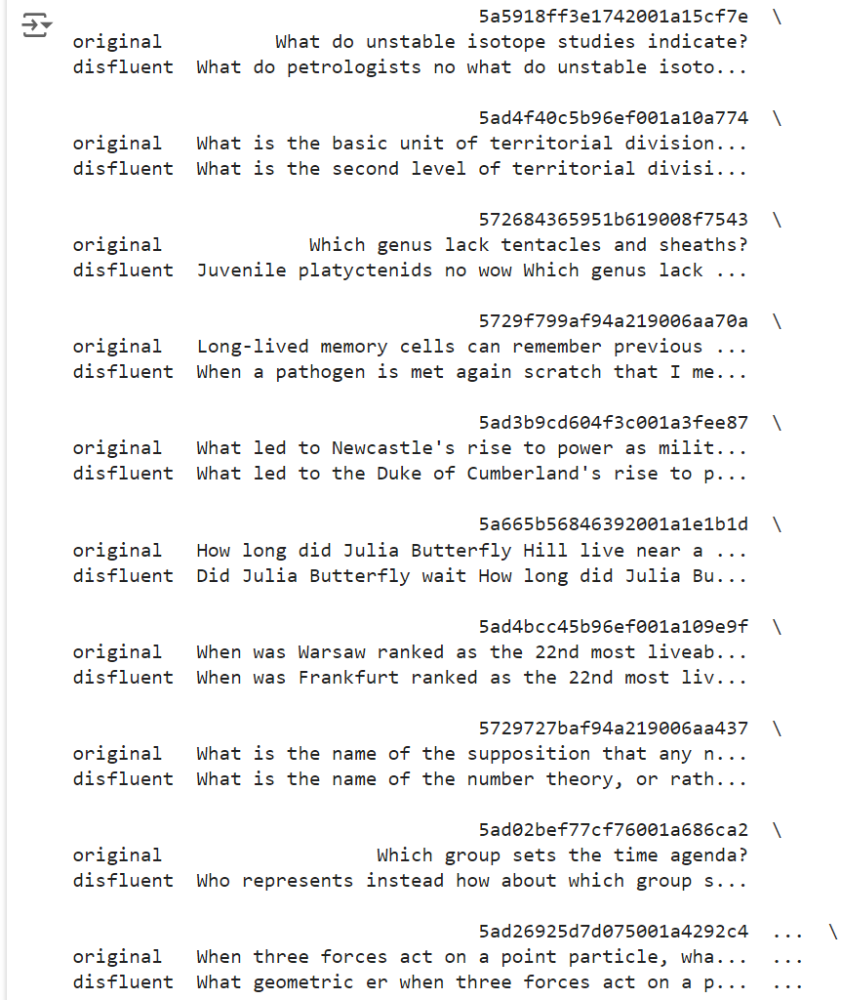 5a5918ff3e1742001a15cf7e \
original What do unstable isotope studies indicate?
disfluent What do petrologists no what do unstable isoto...
5ad4f40c5b96ef001a10a774 \
original What is the basic unit of territorial division...
disfluent What is the second level of territorial divisi...
572684365951b619008f7543 \
original Which genus lack tentacles and sheaths?
disfluent Juvenile platyctenids no wow Which genus lack ...
5729f799af94a219006aa70a \
original Long-lived memory cells can remember previous ...
disfluent When a pathogen is met again scratch that I me...
5ad3b9cd604f3c001a3fee87 \
original What led to Newcastle's rise to power as milit...
disfluent What led to the Duke of Cumberland's rise to p...
5a665b56846392001a1e1b1d \
original How long did Julia Butterfly Hill live near a ...
disfluent Did Julia Butterfly wait How long did Julia Bu...
5ad4bcc45b96ef001a109e9f \
original When was Warsaw ranked as the 22nd most liveab...
disfluent When was Frankfurt ranked as the 22nd most liv...
5729727baf94a219006aa437 \
original What is the name of the supposition that any n...
disfluent What is the name of the number theory, or rath...
5ad02bef77cf76001a686ca2 \
original Which group sets the time agenda?
disfluent Who represents instead how about which group s...
5ad26925d7d075001a4292c4 ... \
original When three forces act on a point particle, wha... ...
disfluent What geometric er when three forces act on a p... ...